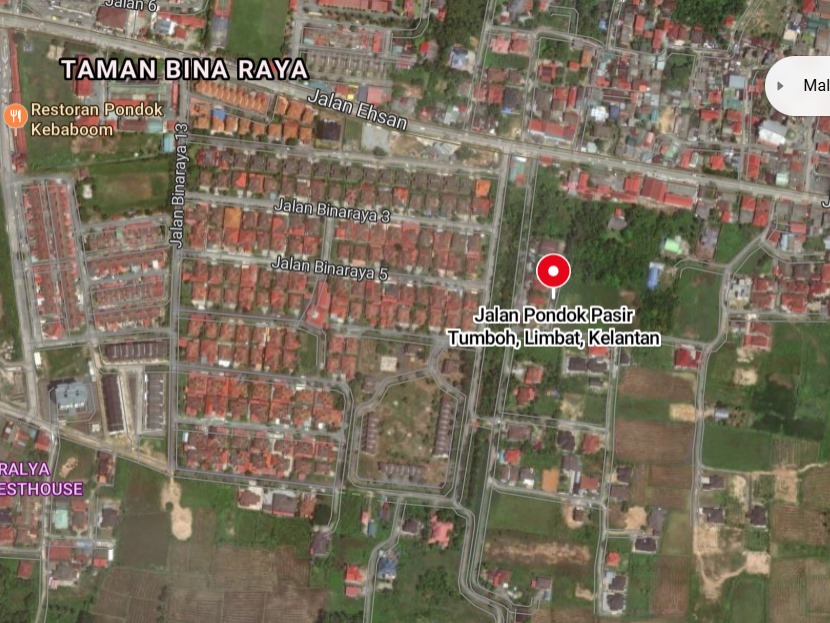 Jalan 6
TAMAN BINA RAYA
Mal
Restoran Pondok
Kebaboom
Jalan Ehsan
Jalan Binaraya 13
Jalan Binaraya 3
Jalan Binaraya 5
Jalan Pondok Pasir
Tumboh, Limbat, Kelantan
RALYA
ESTHOUSE